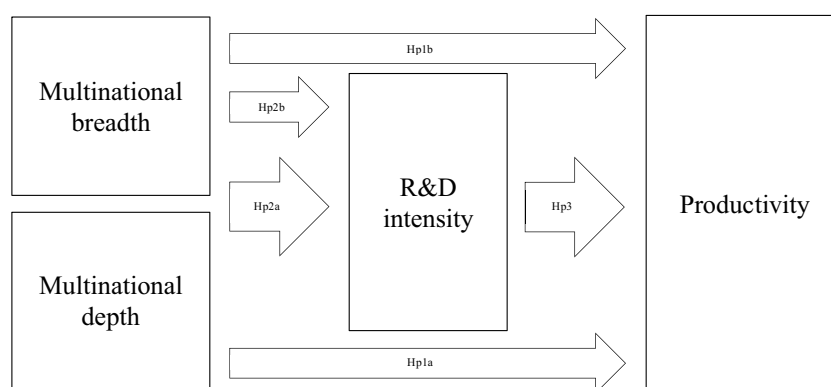 Hp1b
Multinational
breadth
Hp2b
R&D
intensity
Hp2a
Hp3
Productivity
Multinational
depth
Hp1a